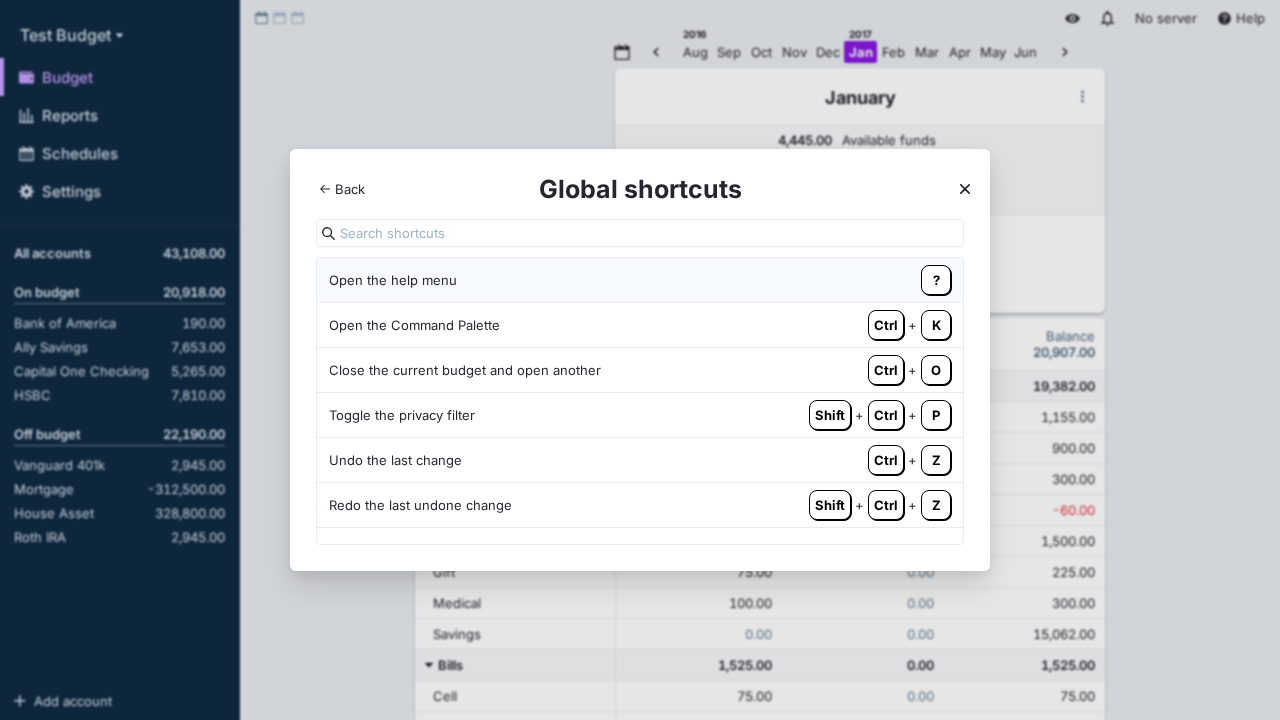 Test Budget
Budget
Reports
Schedules
Settings
All accounts 43,108.00
On budget 20,918.00
Bank of America 190.00
Ally Savings 7,653.00
Capital One Checking 5,265.00
HSBC 7,810.00
Off budget 22,190.00
Vanguard 401k 2,945.00
Mortgage -312,500.00
House Asset 328,800.00
Roth IRA 2,945.00
Add account
No server Help
2016 2017
Aug Sep Oct Nov Dec Jan Feb Mar Apr May Jun
January
4,445.00 Available funds
Back
Global shortcuts
Search shortcuts
Open the help menu ?
Open the Command Palette Ctrl + K
Close the current budget and open another Ctrl + O
Toggle the privacy filter Shift + Ctrl + P
Undo the last change Ctrl + Z
Redo the last undone change Shift + Ctrl + Z
Balance
20,907.00
19,382.00
1,155.00
900.00
300.00
-60.00
1,500.00
Gift 75.00 0.00 225.00
Medical 100.00 0.00 300.00
Savings 0.00 0.00 15,062.00
Bills 1,525.00 0.00 1,525.00
Cell 75.00 0.00 75.00